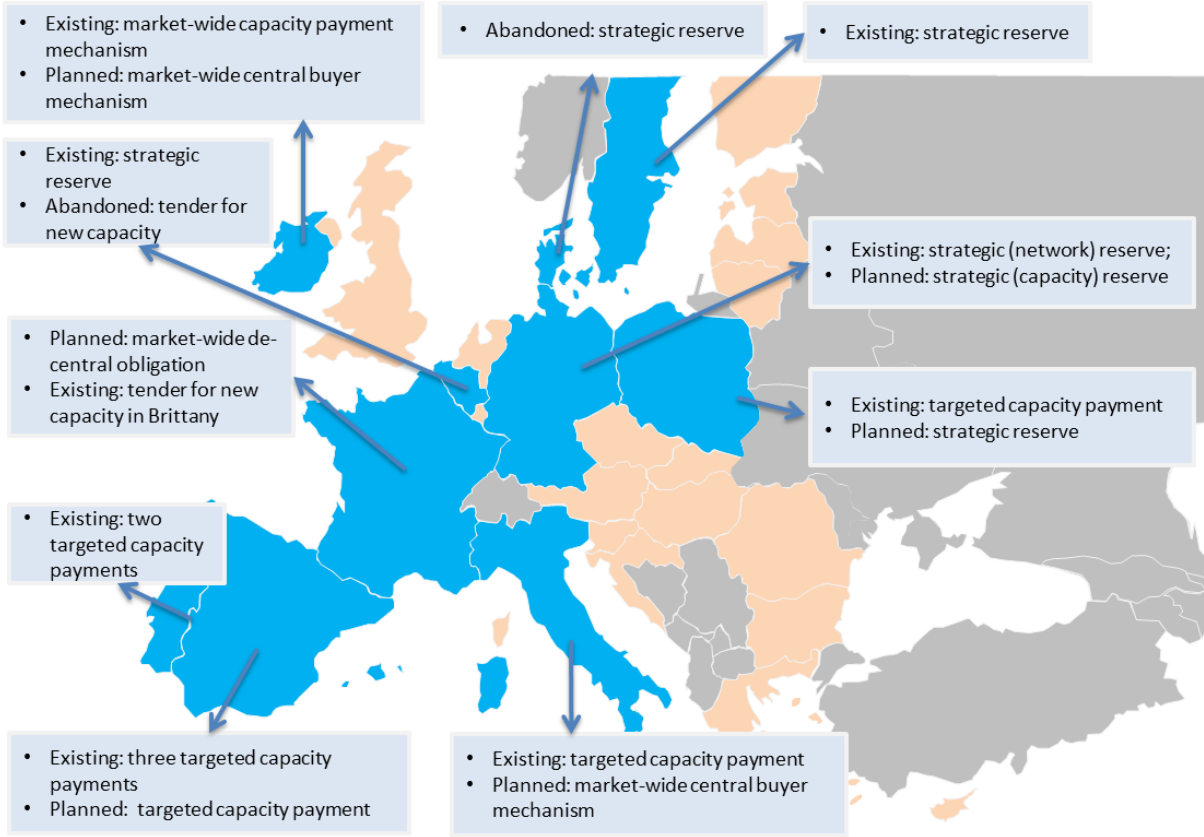 • Existing: market-wide capacity payment
mechanism
• Planned: market-wide central buyer
mechanism
• Abandoned: strategic reserve
• Existing: strategic reserve
• Existing: strategic
reserve
• Abandoned: tender for
new capacity
• Existing: strategic (network) reserve;
• Planned: strategic (capacity) reserve
• Planned: market-wide de-
central obligation
• Existing: tender for new
capacity in Brittany
• Existing: targeted capacity payment
• Planned: strategic reserve
• Existing: two
targeted capacity
payments
• Existing: three targeted capacity
payments
• Planned: targeted capacity payment
• Existing: targeted capacity payment
• Planned: market-wide central buyer
mechanism